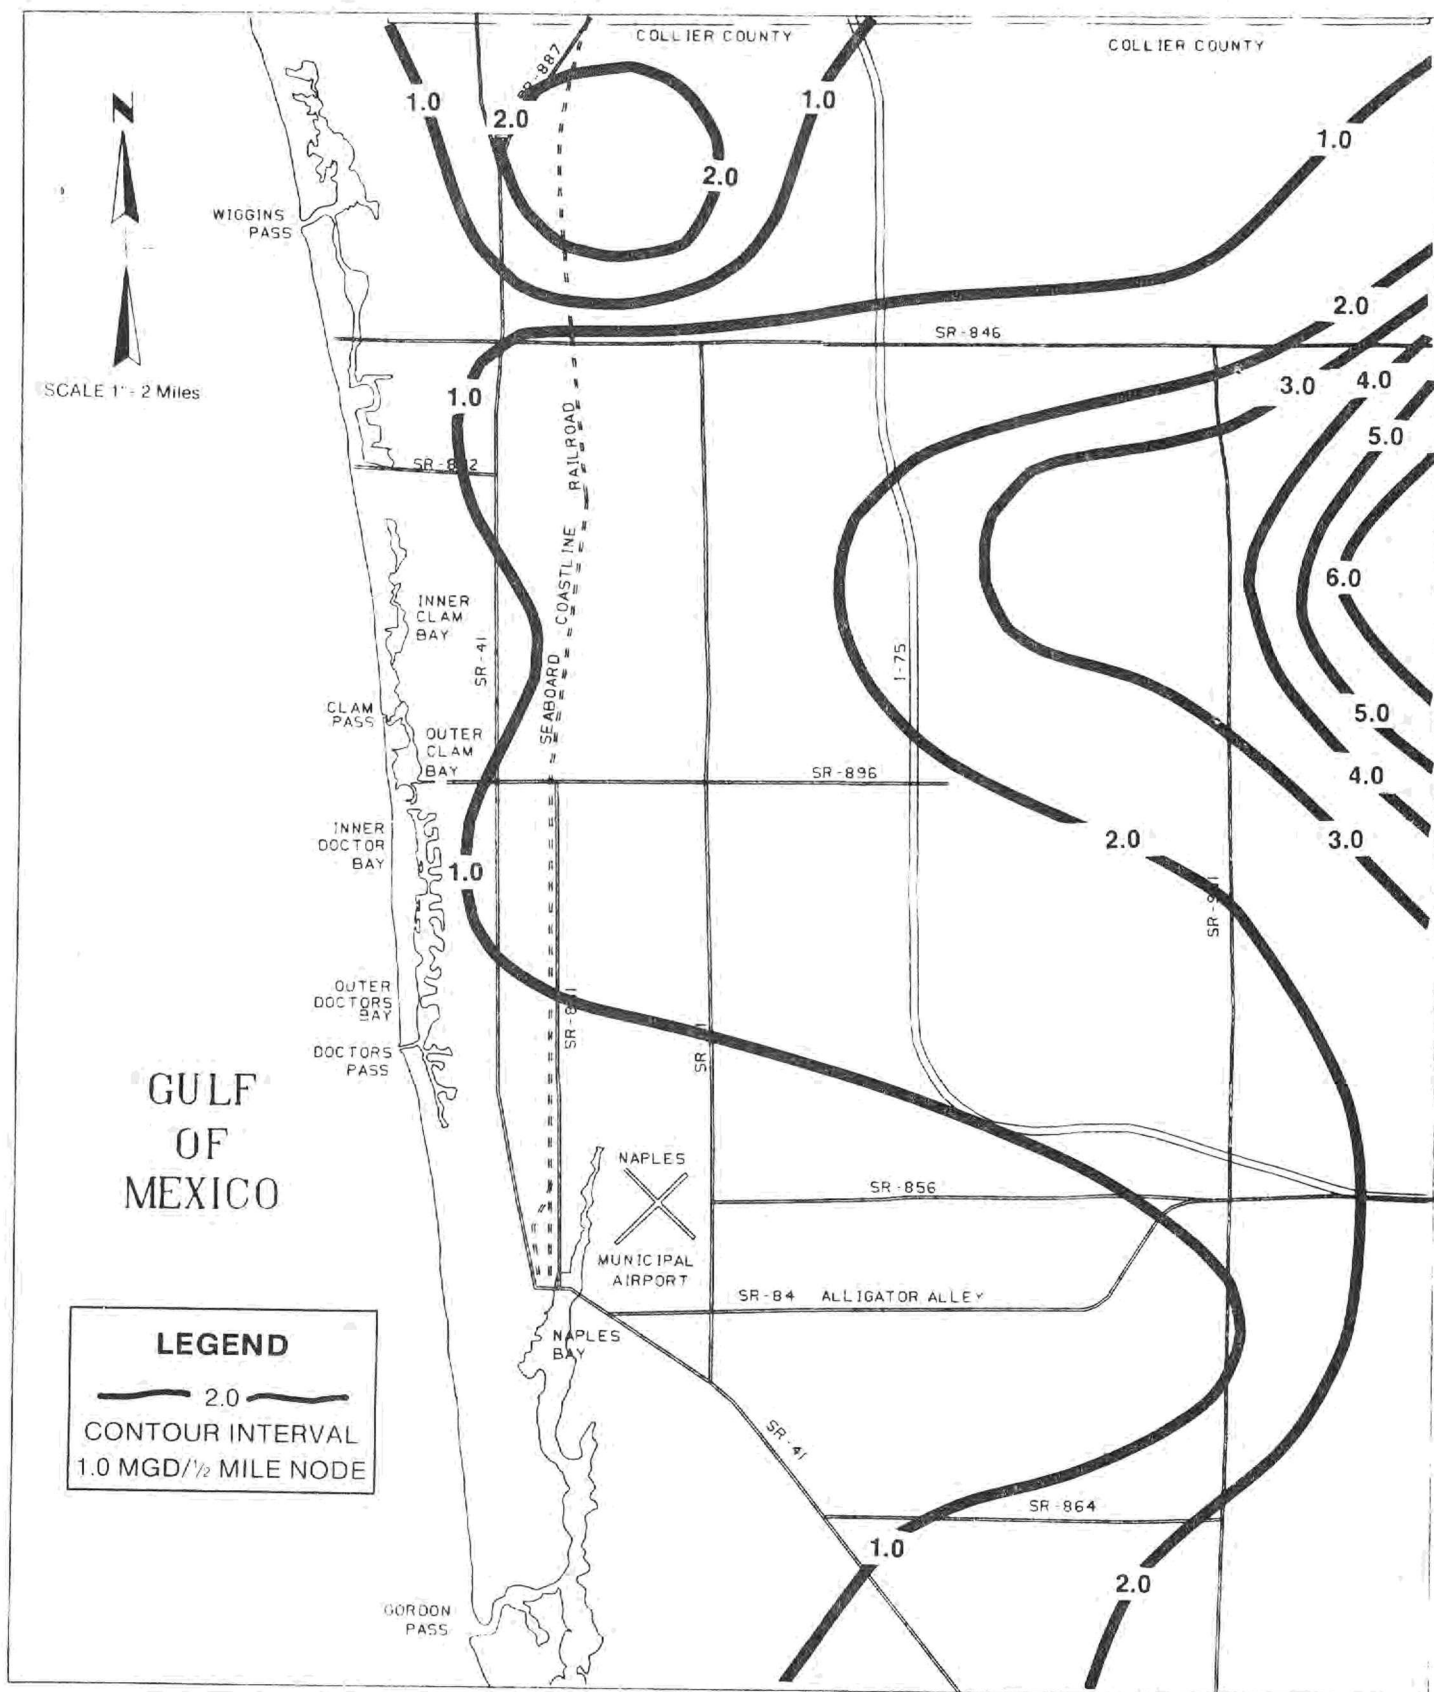 COLLIER COUNTY
COLLIER COUNTY
SR-887
1.0
2.0
1.0
2.0
1.0
N
WIGGINS
PASS
2.0
SR-846
SCALE 1" = 2 Miles
1.0
3.0
4.0
5.0
SEABOARD COASTLINE RAILROAD
6.0
INNER
CLAM
BAY
SR-41
I-75
CLAM
PASS
5.0
OUTER
CLAM
BAY
SR-896
4.0
INNER
DOCTOR
BAY
2.0
3.0
1.0
OUTER
DOCTORS
BAY
DOCTORS
PASS
GULF
OF
MEXICO
NAPLES
MUNICIPAL
AIRPORT
SR-856
SR-84 ALLIGATOR ALLEY
NAPLES
BAY
LEGEND
2.0
CONTOUR INTERVAL
1.0 MGD/½ MILE NODE
SR-41
SR-864
1.0
2.0
GORDON
PASS